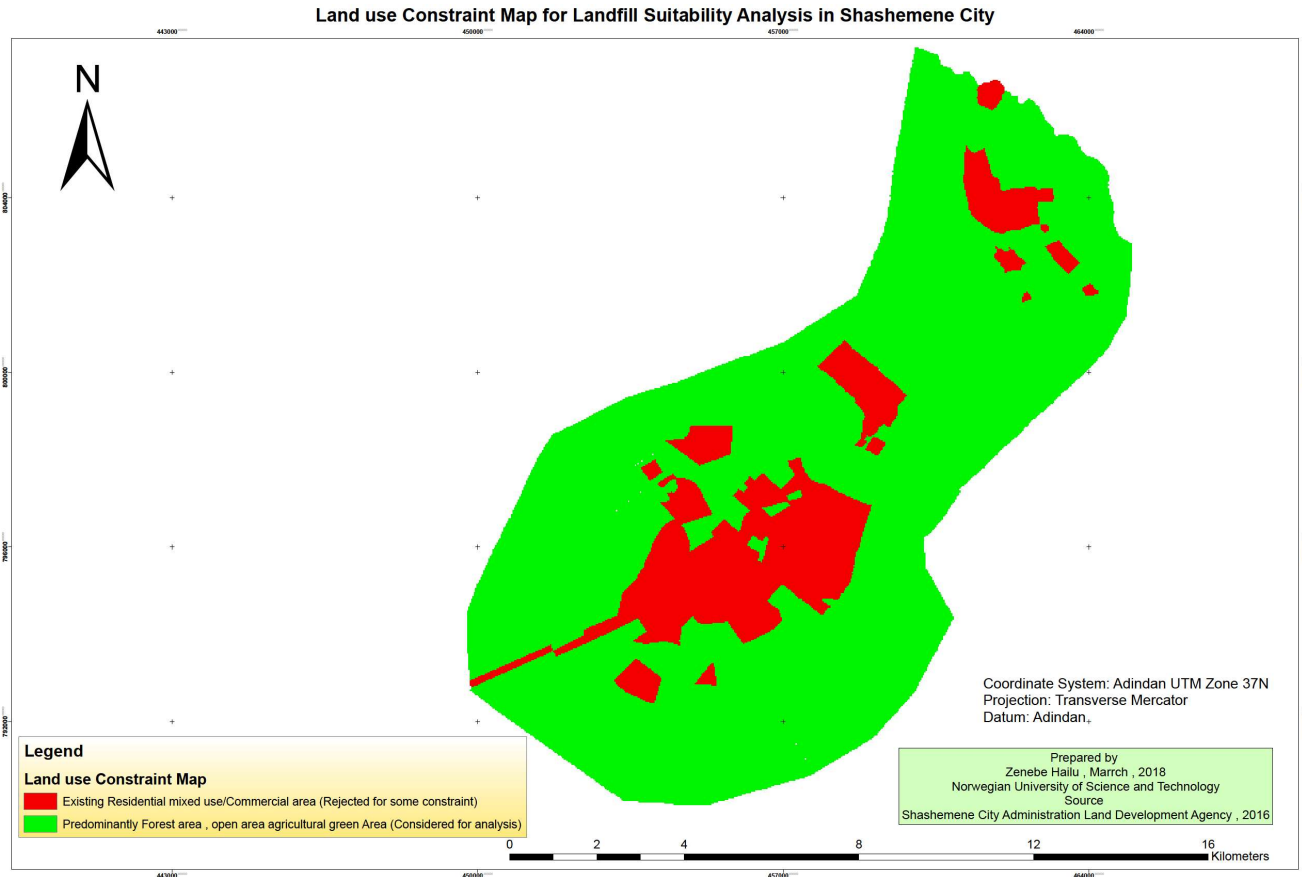 Land use Constraint Map for Landfill Suitability Analysis in Shashemene City
443000 450000 457000 464000
N
804000
800000
796000
792000
Coordinate System: Adindan UTM Zone 37N
Projection: Transverse Mercator
Datum: Adindan
Legend
Land use Constraint Map
Existing Residential mixed use/Commercial area (Rejected for some constraint)
Predominantly Forest area , open area agricultural green Area (Considered for analysis)
Prepared by
Zenebe Hailu , Marrch , 2018
Norwegian University of Science and Technology
Source
Shashemene City Administration Land Development Agency , 2016
0 2 4 8 12 16
Kilometers
443000 450000 457000 464000